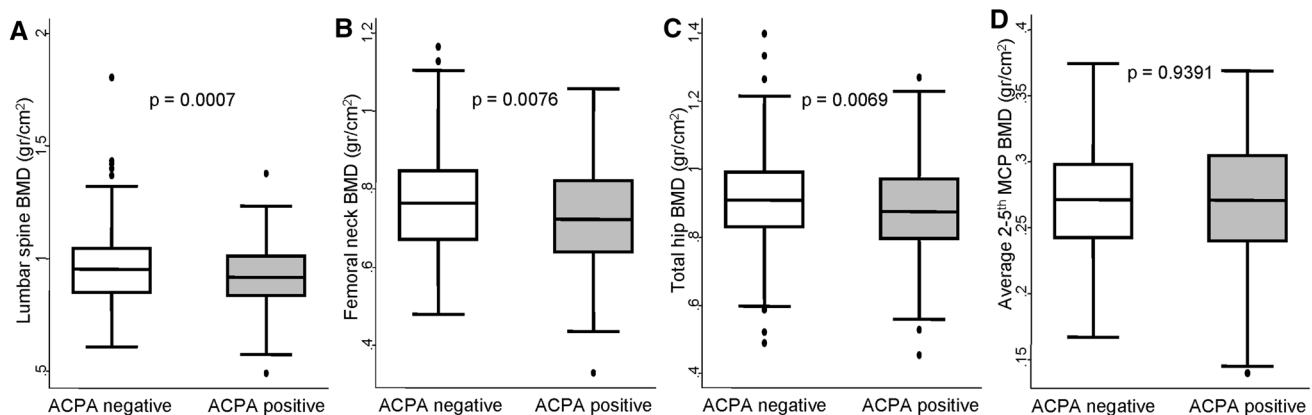 A
Lumbar spine BMD (gr/cm²)
2
1.5
1
.5
p = 0.0007
ACPA negative ACPA positive
B
Femoral neck BMD (gr/cm²)
1.2
1
.8
.6
.4
p = 0.0076
ACPA negative ACPA positive
C
Total hip BMD (gr/cm²)
1.4
1.2
1
.8
.6
.4
p = 0.0069
ACPA negative ACPA positive
D
Average 2-5th MCP BMD (gr/cm²)
.4
.35
.3
.25
.2
.15
p = 0.9391
ACPA negative ACPA positive